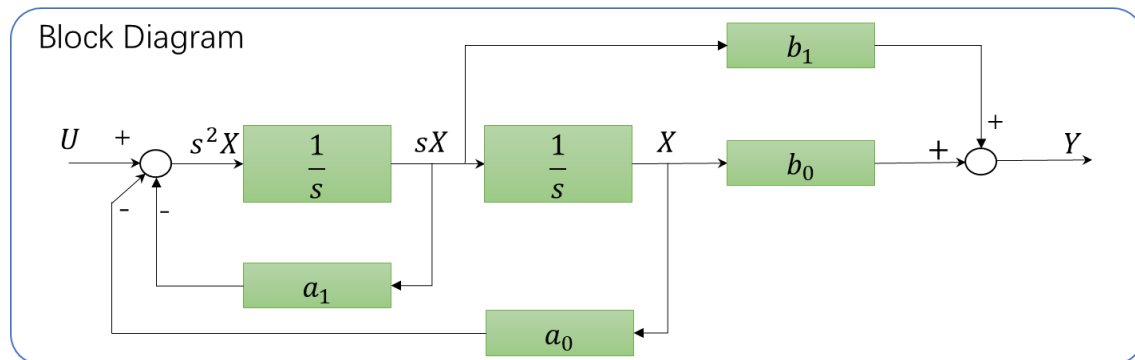 Block Diagram
b₁
U + s²X 1/s sX 1/s X b₀ + + Y
- -
a₁
a₀